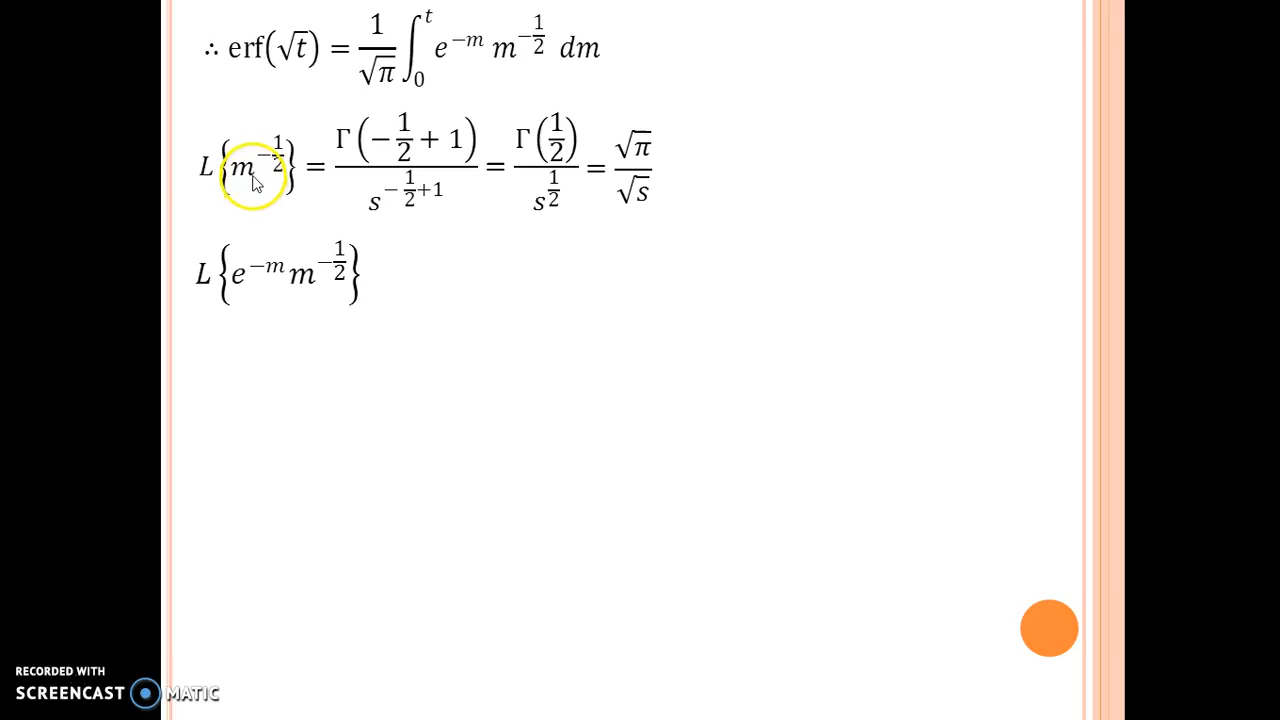 ∴ erf(√t) = 1/√π ∫₀ᵗ e^{−m} m^{−1/2} dm
L{m^{−1/2}} = Γ(−1/2 + 1)/s^{−1/2+1} = Γ(1/2)/s^{1/2} = √π/√s
L{e^{−m} m^{−1/2}}
RECORDED WITH
SCREENCAST MATIC